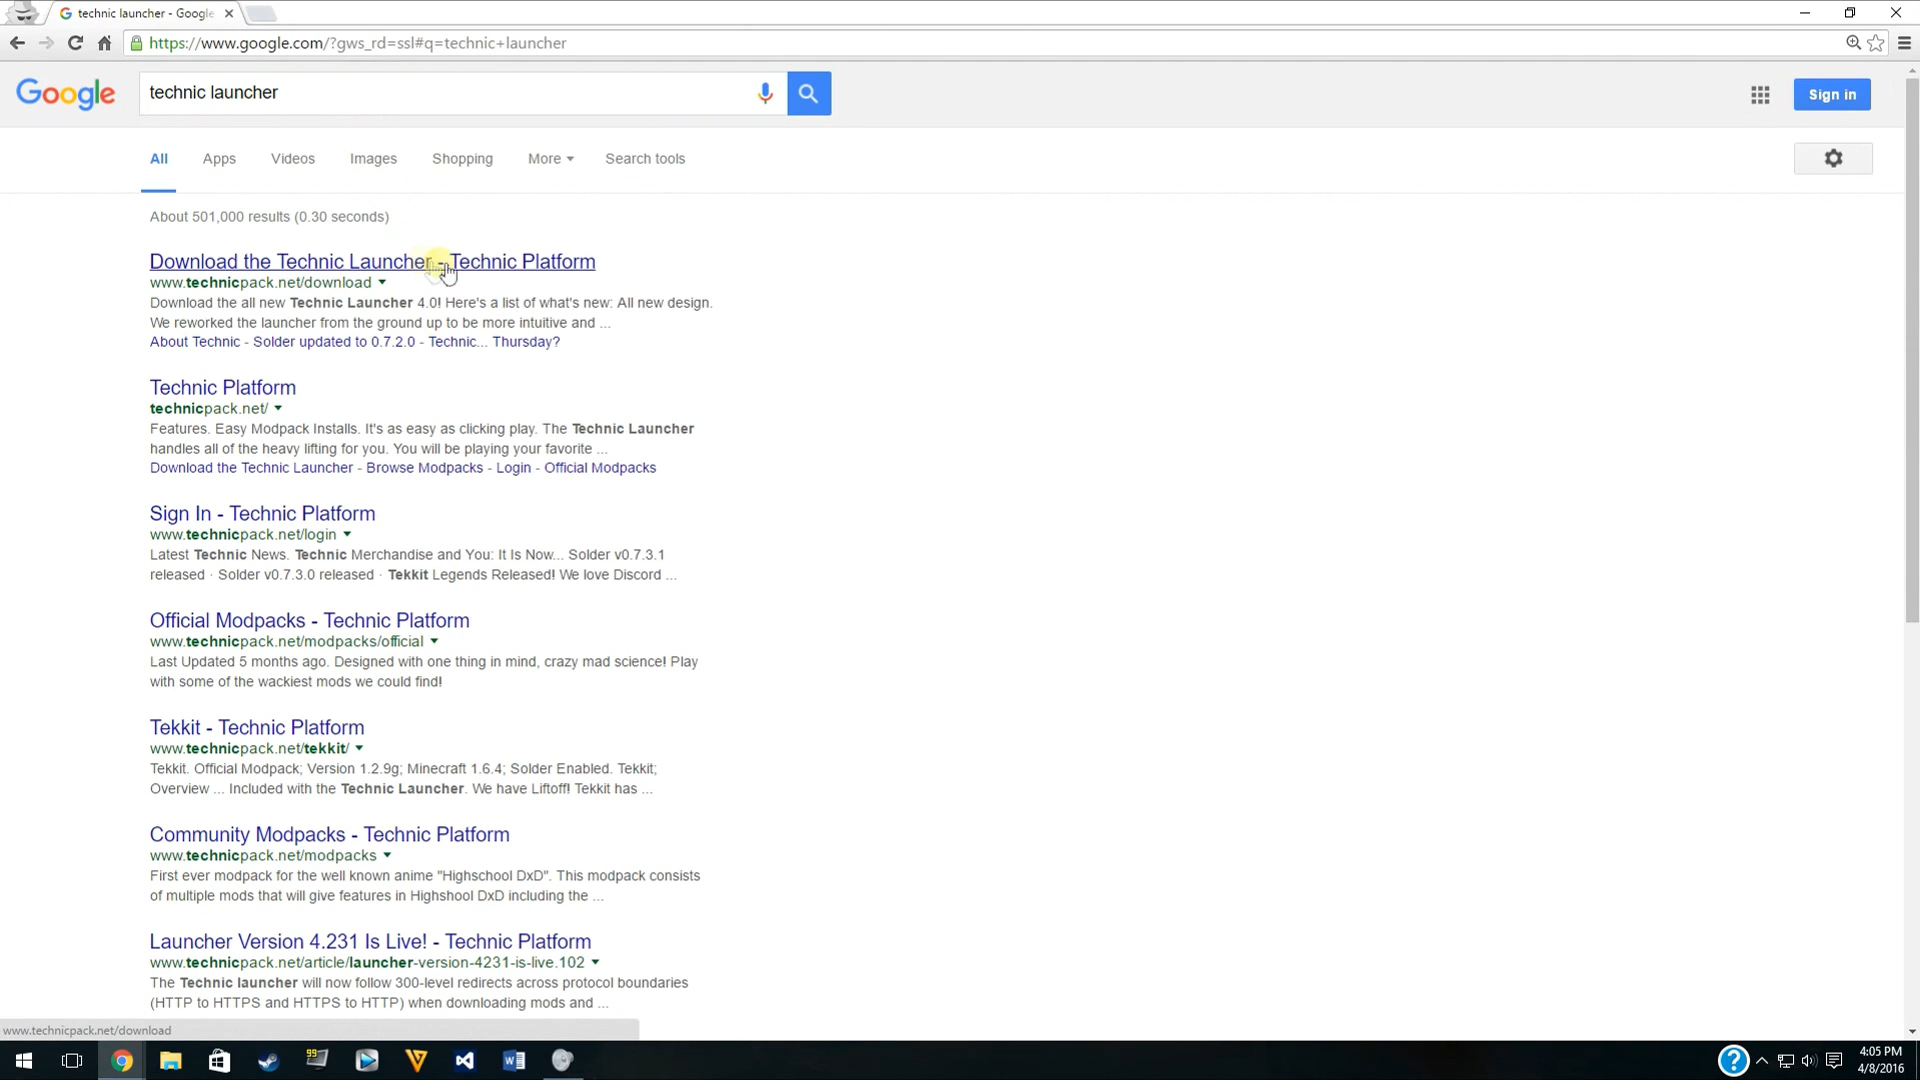 technic launcher - Google
https://www.google.com/?gws_rd=ssl#q=technic+launcher
Google
technic launcher
Sign in
All Apps Videos Images Shopping More Search tools
About 501,000 results (0.30 seconds)
Download the Technic Launcher - Technic Platform
www.technicpack.net/download
Download the all new Technic Launcher 4.0! Here's a list of what's new: All new design.
We reworked the launcher from the ground up to be more intuitive and ...
About Technic - Solder updated to 0.7.2.0 - Technic... Thursday?
Technic Platform
technicpack.net/
Features. Easy Modpack Installs. It's as easy as clicking play. The Technic Launcher
handles all of the heavy lifting for you. You will be playing your favorite ...
Download the Technic Launcher - Browse Modpacks - Login - Official Modpacks
Sign In - Technic Platform
www.technicpack.net/login
Latest Technic News. Technic Merchandise and You: It Is Now... Solder v0.7.3.1
released · Solder v0.7.3.0 released · Tekkit Legends Released! We love Discord ...
Official Modpacks - Technic Platform
www.technicpack.net/modpacks/official
Last Updated 5 months ago. Designed with one thing in mind, crazy mad science! Play
with some of the wackiest mods we could find!
Tekkit - Technic Platform
www.technicpack.net/tekkit/
Tekkit. Official Modpack; Version 1.2.9g; Minecraft 1.6.4; Solder Enabled. Tekkit;
Overview ... Included with the Technic Launcher. We have Liftoff! Tekkit has ...
Community Modpacks - Technic Platform
www.technicpack.net/modpacks
First ever modpack for the well known anime "Highschool DxD". This modpack consists
of multiple mods that will give features in Highshool DxD including the ...
Launcher Version 4.231 Is Live! - Technic Platform
www.technicpack.net/article/launcher-version-4231-is-live.102
The Technic launcher will now follow 300-level redirects across protocol boundaries
(HTTP to HTTPS and HTTPS to HTTP) when downloading mods and ...
www.technicpack.net/download
99
4:05 PM
4/8/2016